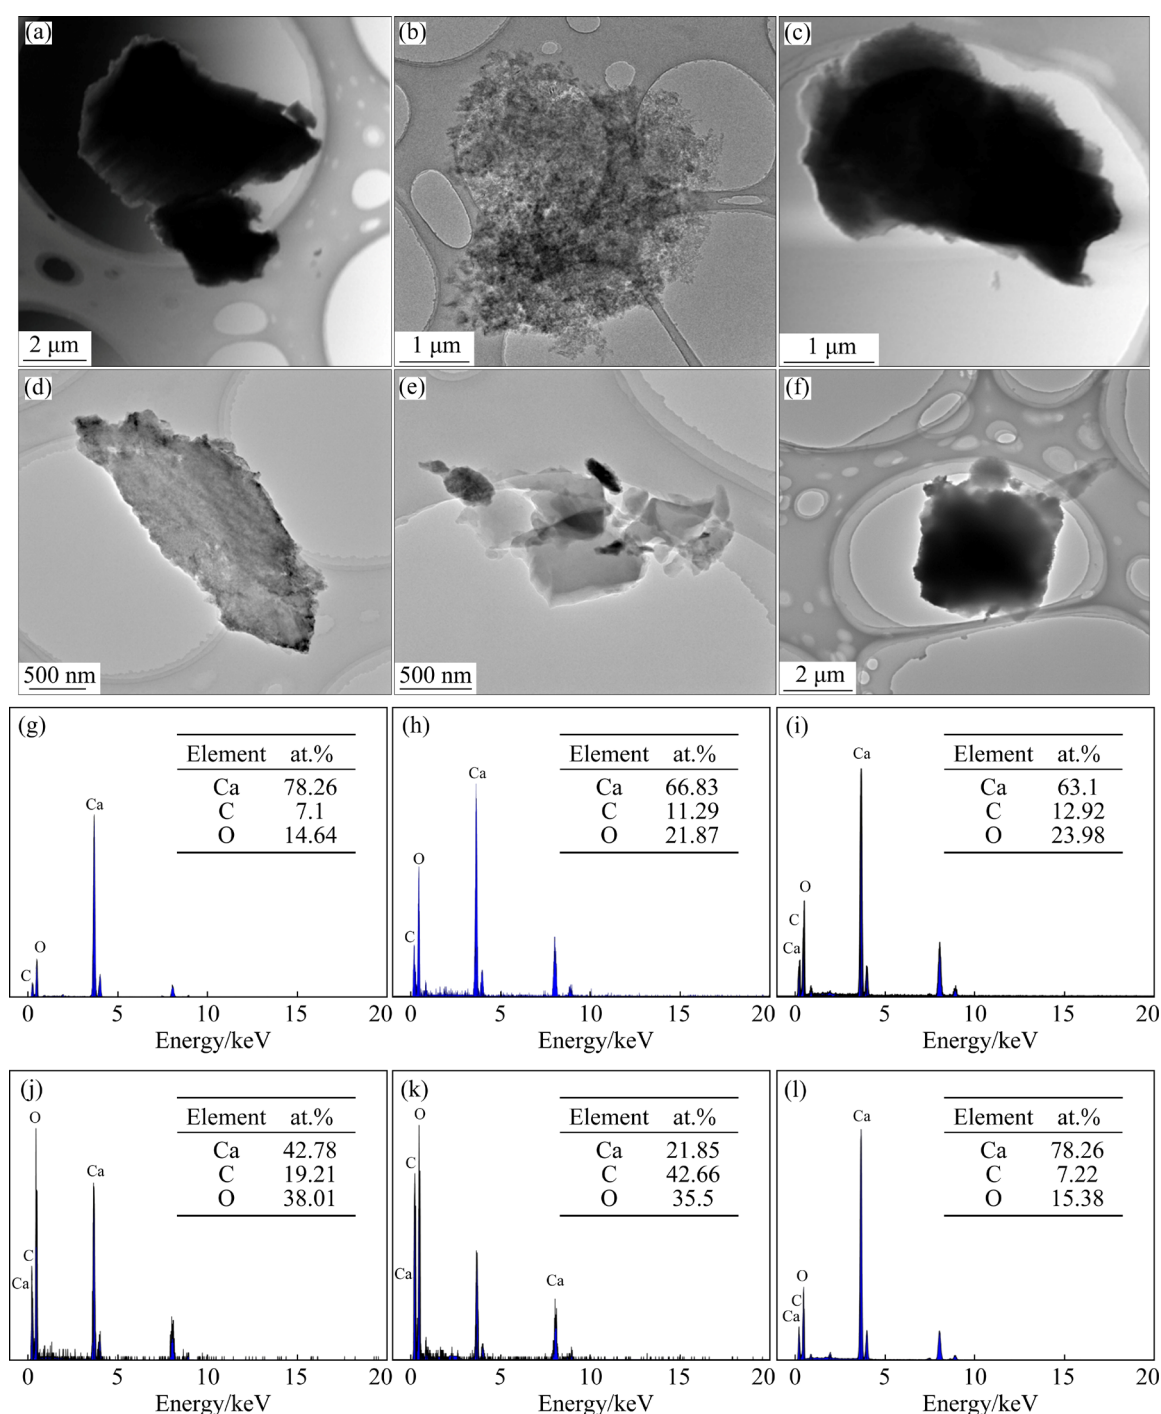 (a) (b) (c)
2 μm 1 μm 1 μm
(d) (e) (f)
500 nm 500 nm 2 μm
(g)
Element at.%
Ca 78.26
C 7.1
O 14.64
Ca
O
C
0 5 10 15 20
Energy/keV
(h)
Element at.%
Ca 66.83
C 11.29
O 21.87
Ca
O
C
0 5 10 15 20
Energy/keV
(i)
Element at.%
Ca 63.1
C 12.92
O 23.98
Ca
O
C
Ca
0 5 10 15 20
Energy/keV
(j)
Element at.%
Ca 42.78
C 19.21
O 38.01
O
Ca
C
Ca
0 5 10 15 20
Energy/keV
(k)
Element at.%
Ca 21.85
C 42.66
O 35.5
O
C
Ca
Ca
0 5 10 15 20
Energy/keV
(l)
Element at.%
Ca 78.26
C 7.22
O 15.38
Ca
O
C
Ca
0 5 10 15 20
Energy/keV